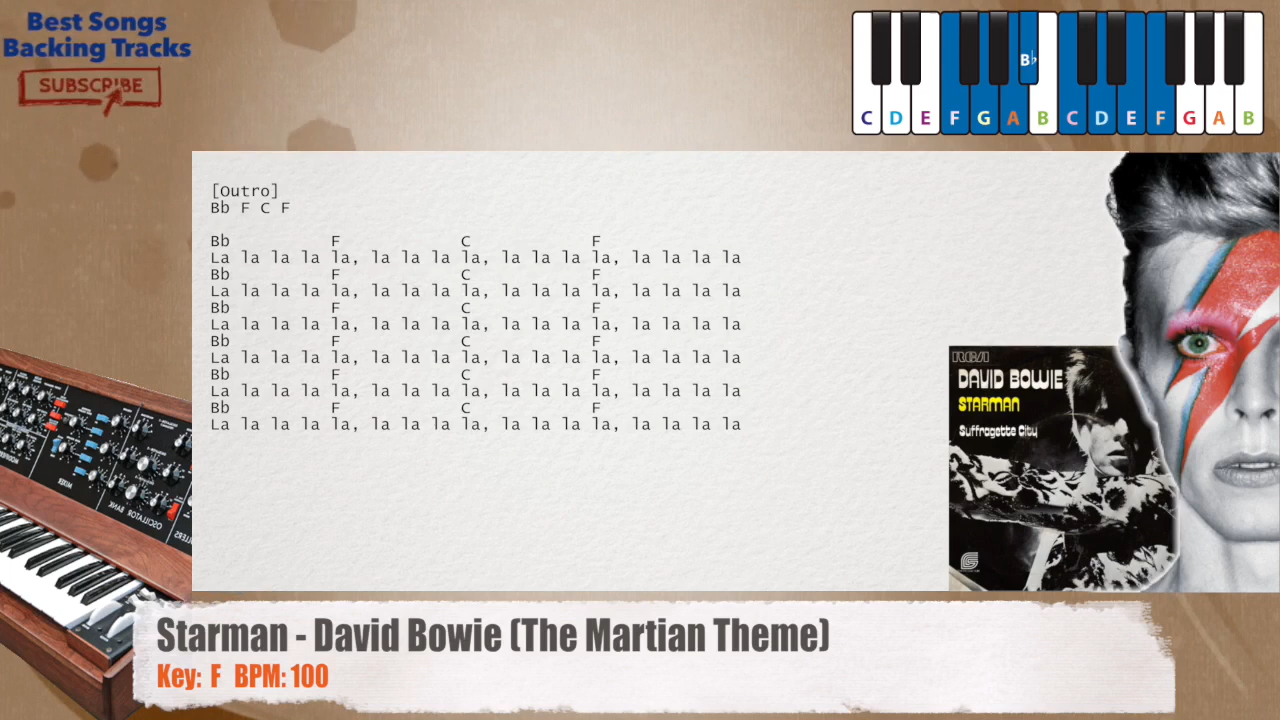 Best Songs
Backing Tracks
SUBSCRIBE
B♭
C D E F G A B C D E F G A B
[Outro]
Bb F C F
Bb F C F
La la la la la, la la la la, la la la la, la la la la
Bb F C F
La la la la la, la la la la, la la la la, la la la la
Bb F C F
La la la la la, la la la la, la la la la, la la la la
Bb F C F
La la la la la, la la la la, la la la la, la la la la
Bb F C F
La la la la la, la la la la, la la la la, la la la la
Bb F C F
La la la la la, la la la la, la la la la, la la la la
RCA
DAVID BOWIE
STARMAN
Suffragette City
MIXER
OSCILLATOR BANK
Starman - David Bowie (The Martian Theme)
Key: F BPM: 100